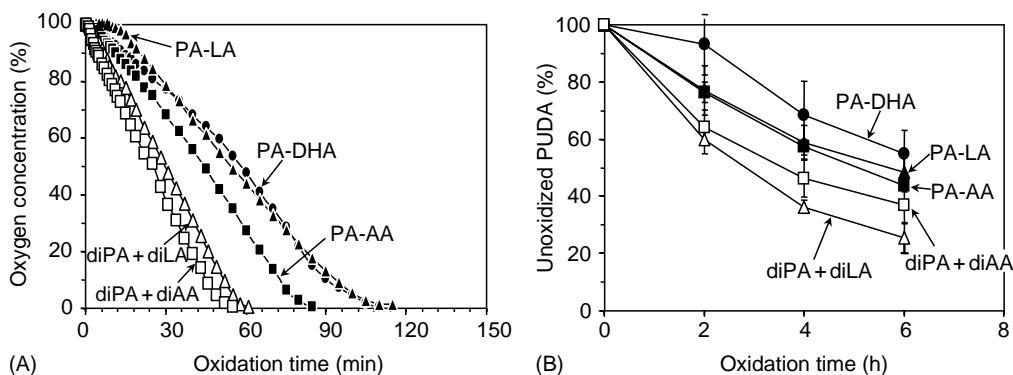 100
80
60
40
20
0
Oxygen concentration (%)
PA-LA
PA-DHA
PA-AA
diPA + diLA
diPA + diAA
0 30 60 90 120 150
(A) Oxidation time (min)
100
80
60
40
20
0
Unoxidized PUDA (%)
PA-DHA
PA-LA
PA-AA
diPA + diAA
diPA + diLA
0 2 4 6 8
(B) Oxidation time (h)